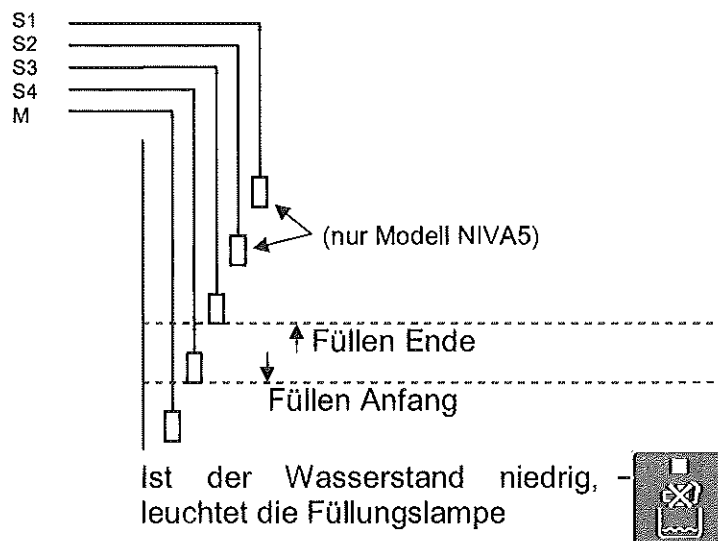 S1
S2
S3
S4
M
(nur Modell NIVA5)
Füllen Ende
Füllen Anfang
Ist der Wasserstand niedrig,
leuchtet die Füllungslampe